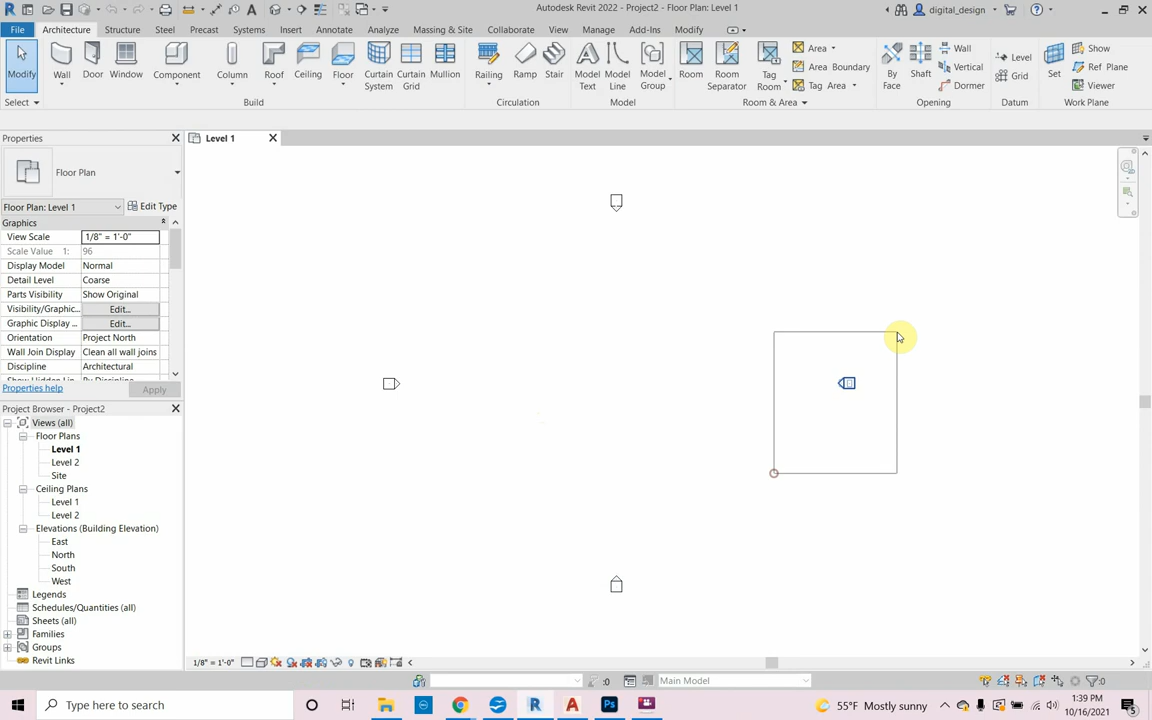 Autodesk Revit 2022 - Project2 - Floor Plan: Level 1
digital_design
File Architecture Structure Steel Precast Systems Insert Annotate Analyze Massing & Site Collaborate View Manage Add-Ins Modify
Modify Wall Door Window Component Column Roof Ceiling Floor Curtain System Curtain Grid Mullion Railing Ramp Stair Model Text Model Line Model Group Room Room Separator Tag Room Area Area Boundary Tag Area By Face Shaft Wall Vertical Dormer Level Grid Set Show Ref Plane Viewer
Select Build Circulation Model Room & Area Opening Datum Work Plane
Properties
Level 1
Floor Plan
Floor Plan: Level 1 Edit Type
Graphics
View Scale 1/8" = 1'-0"
Scale Value 1: 96
Display Model Normal
Detail Level Coarse
Parts Visibility Show Original
Visibility/Graphic... Edit...
Graphic Display ... Edit...
Orientation Project North
Wall Join Display Clean all wall joins
Discipline Architectural
Properties help Apply
Project Browser - Project2
Views (all)
Floor Plans
Level 1
Level 2
Site
Ceiling Plans
Level 1
Level 2
Elevations (Building Elevation)
East
North
South
West
Legends
Schedules/Quantities (all)
Sheets (all)
Families
Groups
Revit Links
1/8" = 1'-0"
:0 Main Model :0
Type here to search
55°F Mostly sunny
1:39 PM
10/16/2021
5